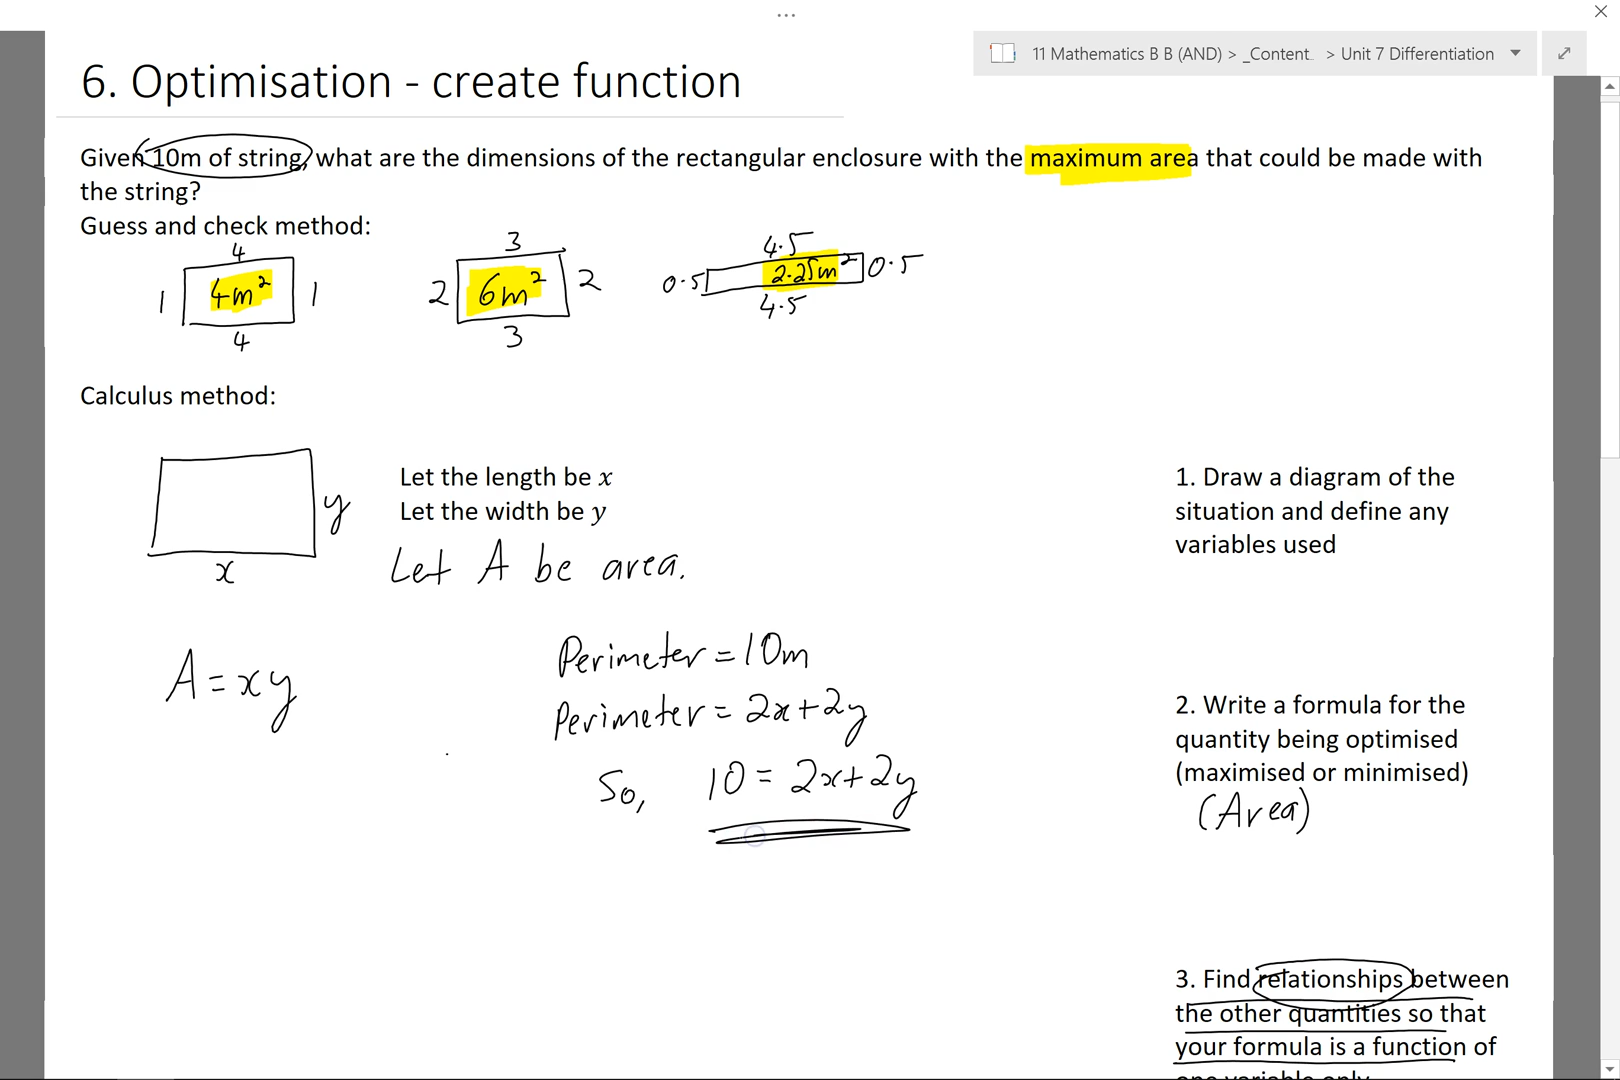 11 Mathematics B B (AND) > _Content. > Unit 7 Differentiation
6. Optimisation - create function
Given 10m of string, what are the dimensions of the rectangular enclosure with the maximum area that could be made with
the string?
Guess and check method:
4
1 4m² 1
4
3
2 6m² 2
3
4.5
0.5 2.25m² 0.5
4.5
Calculus method:
y
x
Let the length be x
Let the width be y
Let A be area.
1. Draw a diagram of the
situation and define any
variables used
A=xy
Perimeter = 10m
Perimeter = 2x+2y
So, 10 = 2x+2y
2. Write a formula for the
quantity being optimised
(maximised or minimised)
(Area)
3. Find relationships between
the other quantities so that
your formula is a function of
one variable only